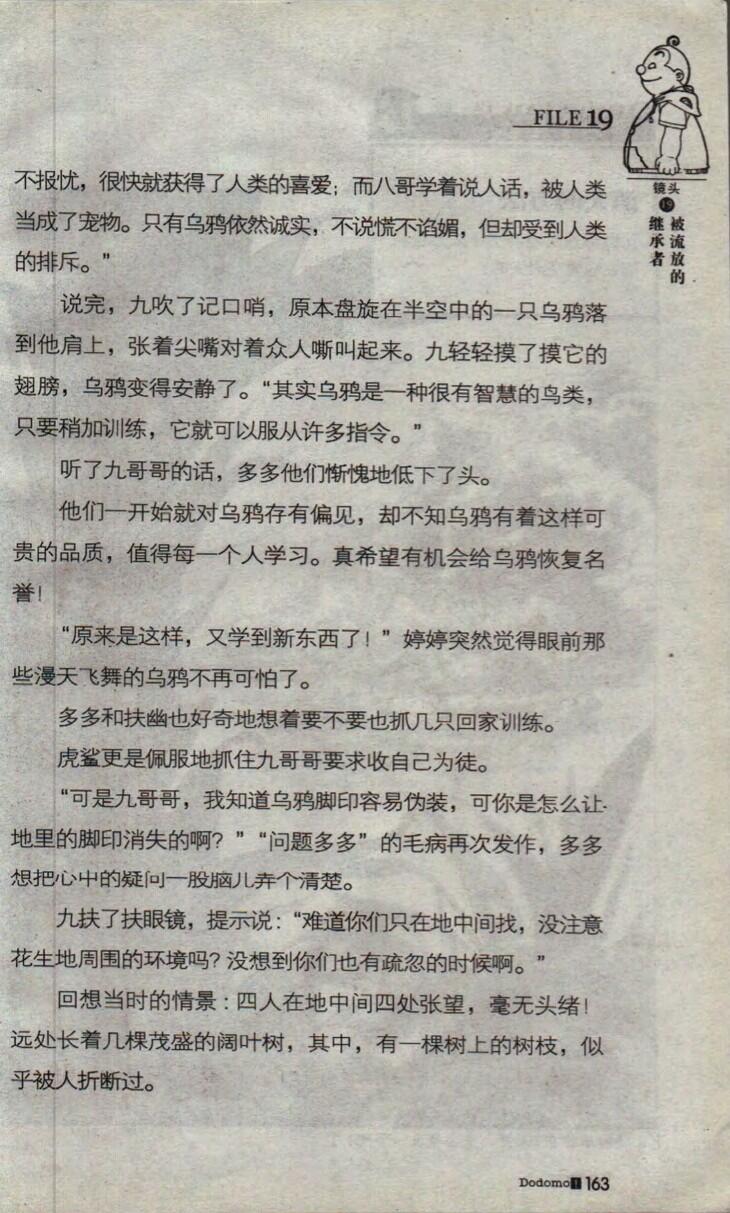 FILE 19
镜头
19
被流放的
继承者
不报忧，很快就获得了人类的喜爱；而八哥学着说人话，被人类
当成了宠物。只有乌鸦依然诚实，不说慌不谄媚，但却受到人类
的排斥。”
说完，九吹了记口哨，原本盘旋在半空中的一只乌鸦落
到他肩上，张着尖嘴对着众人嘶叫起来。九轻轻摸了摸它的
翅膀，乌鸦变得安静了。“其实乌鸦是一种很有智慧的鸟类，
只要稍加训练，它就可以服从许多指令。”
听了九哥哥的话，多多他们惭愧地低下了头。
他们一开始就对乌鸦存有偏见，却不知乌鸦有着这样可
贵的品质，值得每一个人学习。真希望有机会给乌鸦恢复名
誉！
“原来是这样，又学到新东西了！”婷婷突然觉得眼前那
些漫天飞舞的乌鸦不再可怕了。
多多和扶幽也好奇地想着要不要也抓几只回家训练。
虎鲨更是佩服地抓住九哥哥要求收自己为徒。
“可是九哥哥，我知道乌鸦脚印容易伪装，可你是怎么让
地里的脚印消失的啊？”“问题多多”的毛病再次发作，多多
想把心中的疑问一股脑儿弄个清楚。
九扶了扶眼镜，提示说：“难道你们只在地中间找，没注意
花生地周围的环境吗？没想到你们也有疏忽的时候啊。”
回想当时的情景：四人在地中间四处张望，毫无头绪！
远处长着几棵茂盛的阔叶树，其中，有一棵树上的树枝，似
乎被人折断过。
Dodomo! 163